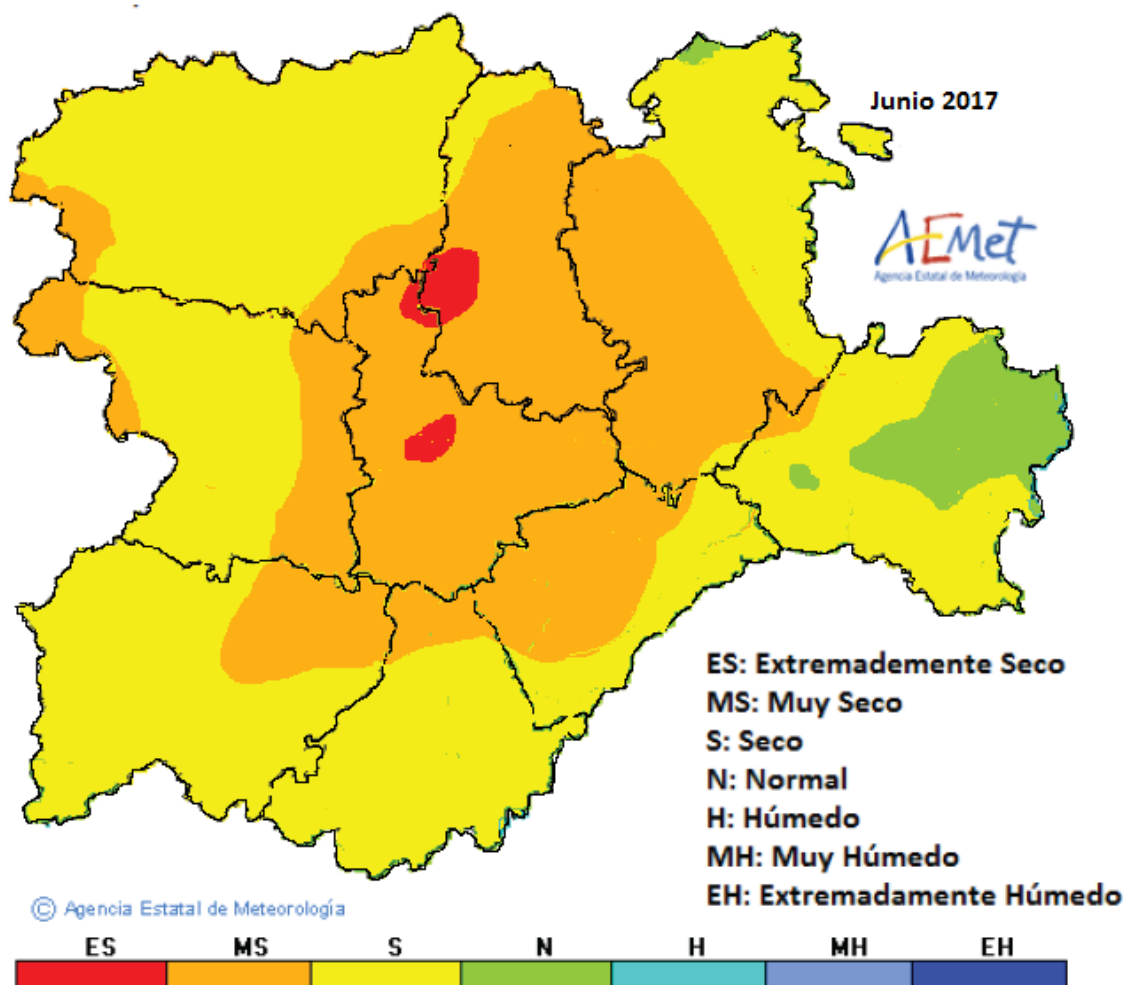 Junio 2017
AEMet
Agencia Estatal de Meteorología
ES: Extremademente Seco
MS: Muy Seco
S: Seco
N: Normal
H: Húmedo
MH: Muy Húmedo
EH: Extremadamente Húmedo
© Agencia Estatal de Meteorología
ES MS S N H MH EH